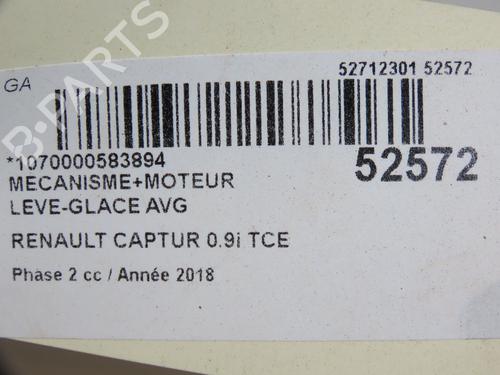 GA
52712301 52572
*1070000583894
52572
MECANISME+MOTEUR
LEVE-GLACE AVG
RENAULT CAPTUR 0.9i TCE
Phase 2 cc / Année 2018
B-PARTS